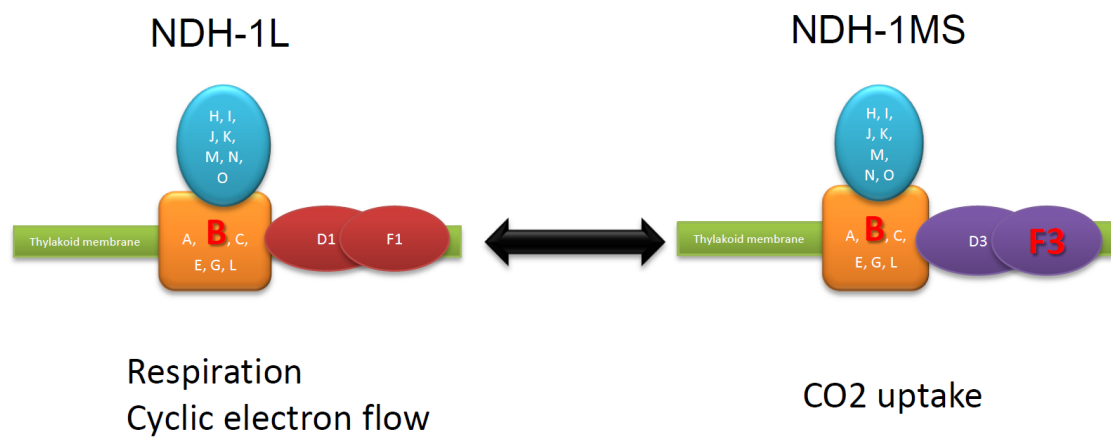 NDH-1L
NDH-1MS
H, I,
J, K,
M, N,
O
A, B, C,
E, G, L
Thylakoid membrane
D1
F1
H, I,
J, K,
M,
N, O
Thylakoid membrane
A, B, C,
E, G, L
D3
F3
Respiration
Cyclic electron flow
CO2 uptake